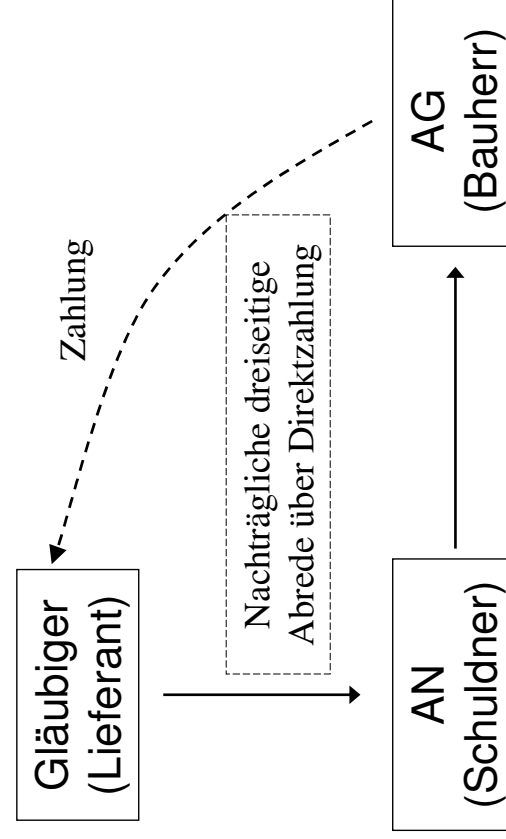 Gläubiger
(Lieferant)
Zahlung
Nachträgliche dreiseitige
Abrede über Direktzahlung
AN
(Schuldner)
AG
(Bauherr)